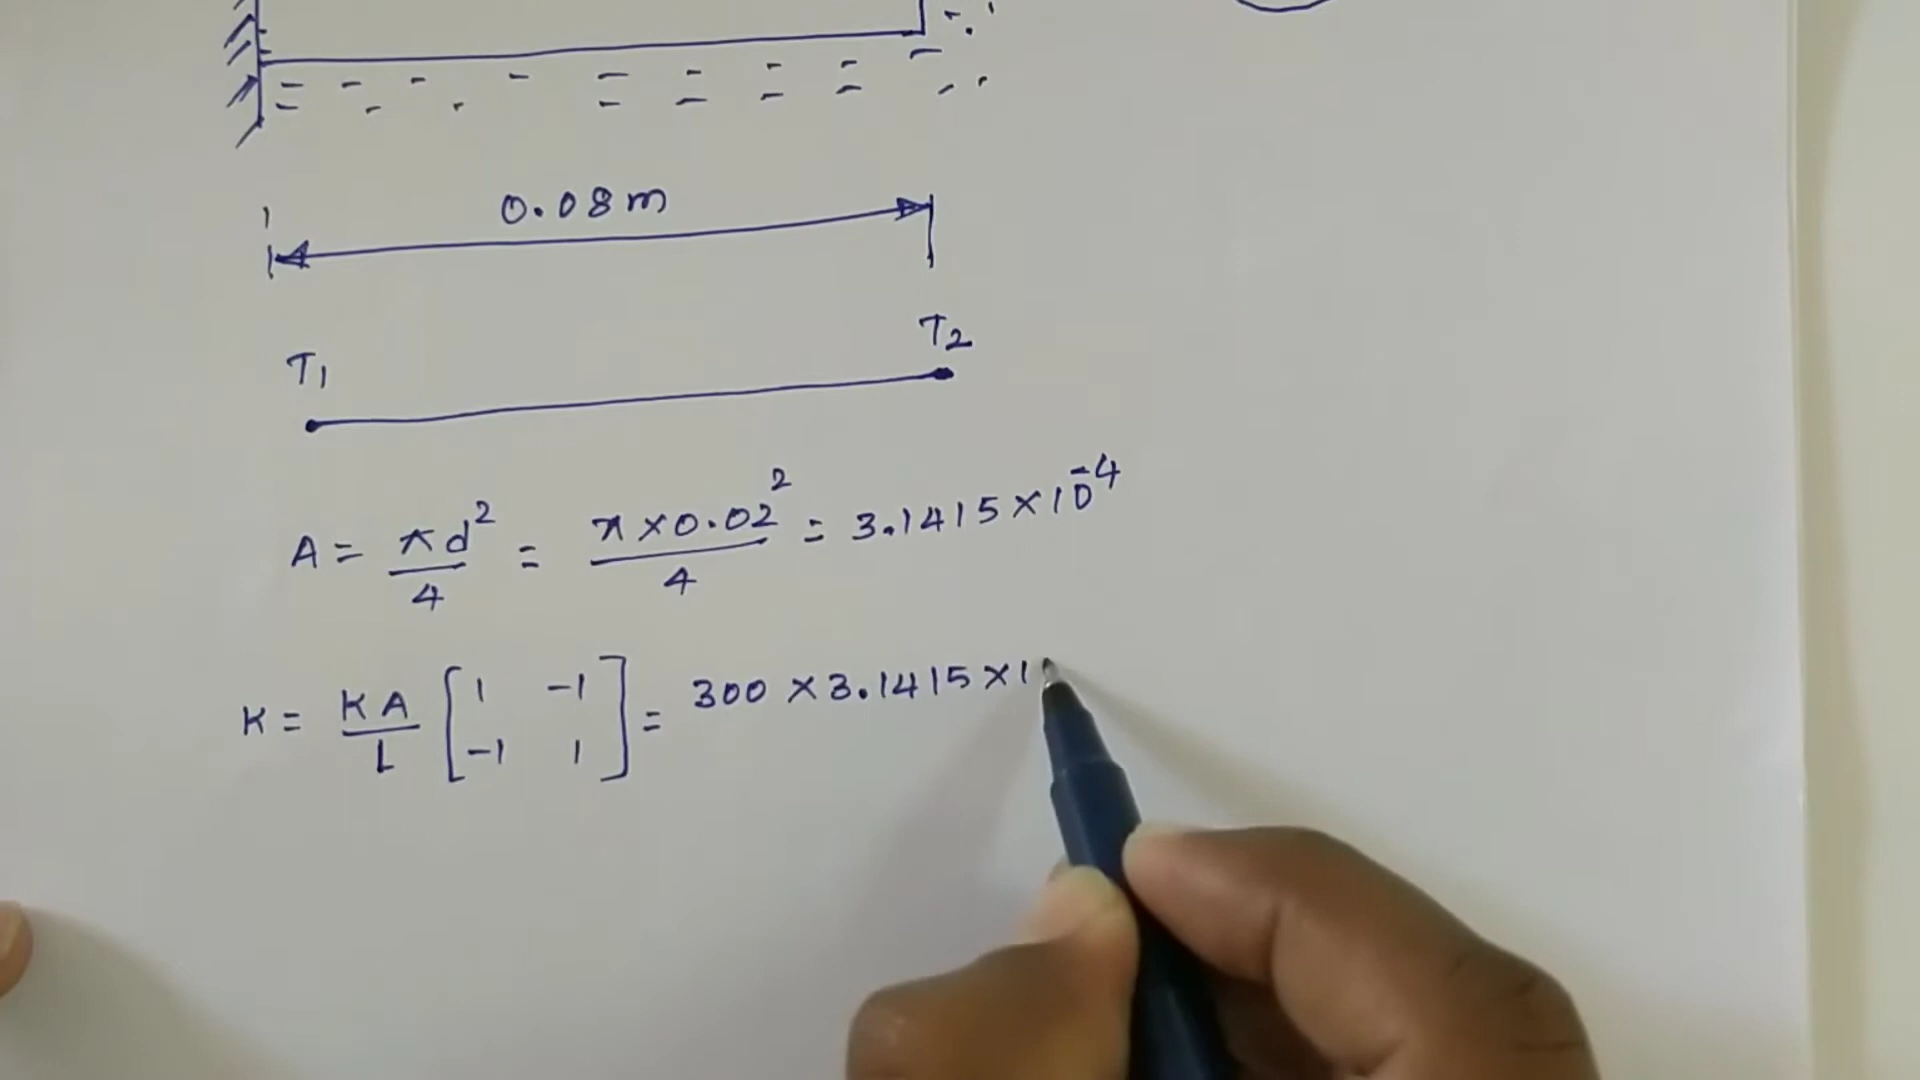 0.08m
T1 T2
A = πd²/4 = π×0.02²/4 = 3.1415×10⁻⁴
K = KA/L [1 -1; -1 1] = 300×3.1415×1